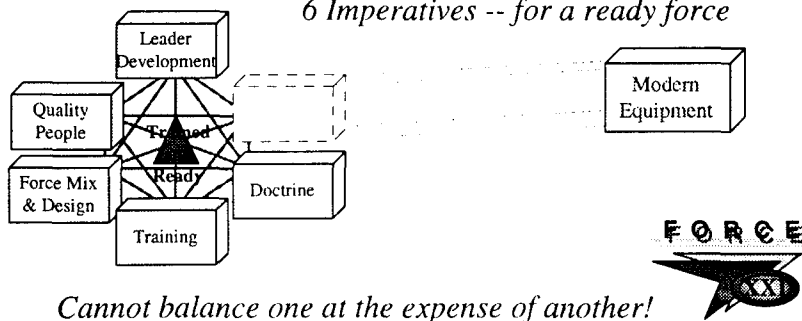 6 Imperatives -- for a ready force
Leader
Development
Quality
People
Trained
Modern
Equipment
Force Mix
& Design
Ready
Doctrine
Training
FORCE
XXI
Cannot balance one at the expense of another!